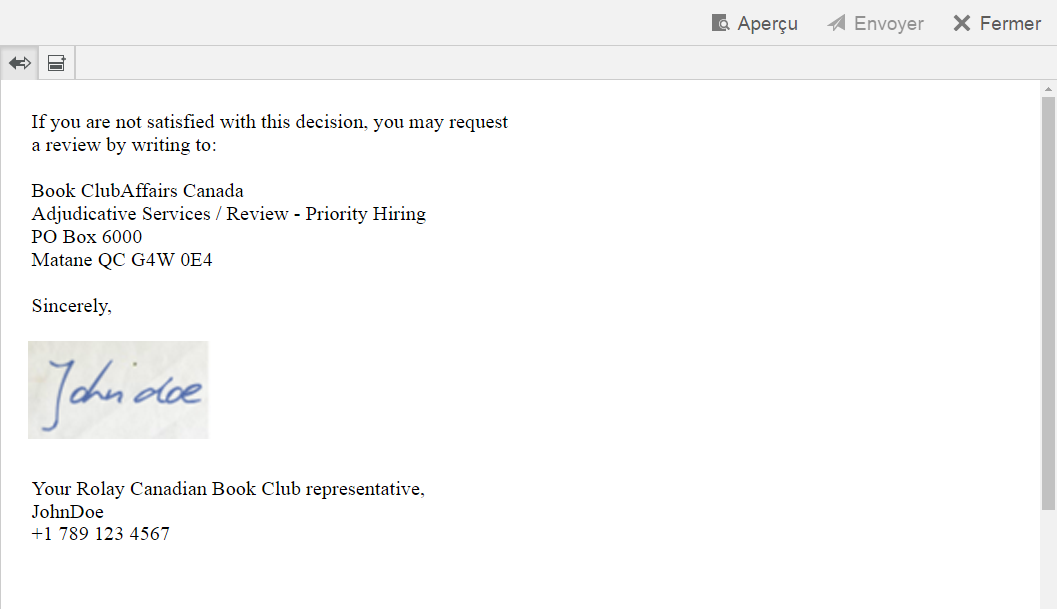 Aperçu Envoyer Fermer
If you are not satisfied with this decision, you may request
a review by writing to:
Book ClubAffairs Canada
Adjudicative Services / Review - Priority Hiring
PO Box 6000
Matane QC G4W 0E4
Sincerely,
John doe
Your Rolay Canadian Book Club representative,
JohnDoe
+1 789 123 4567